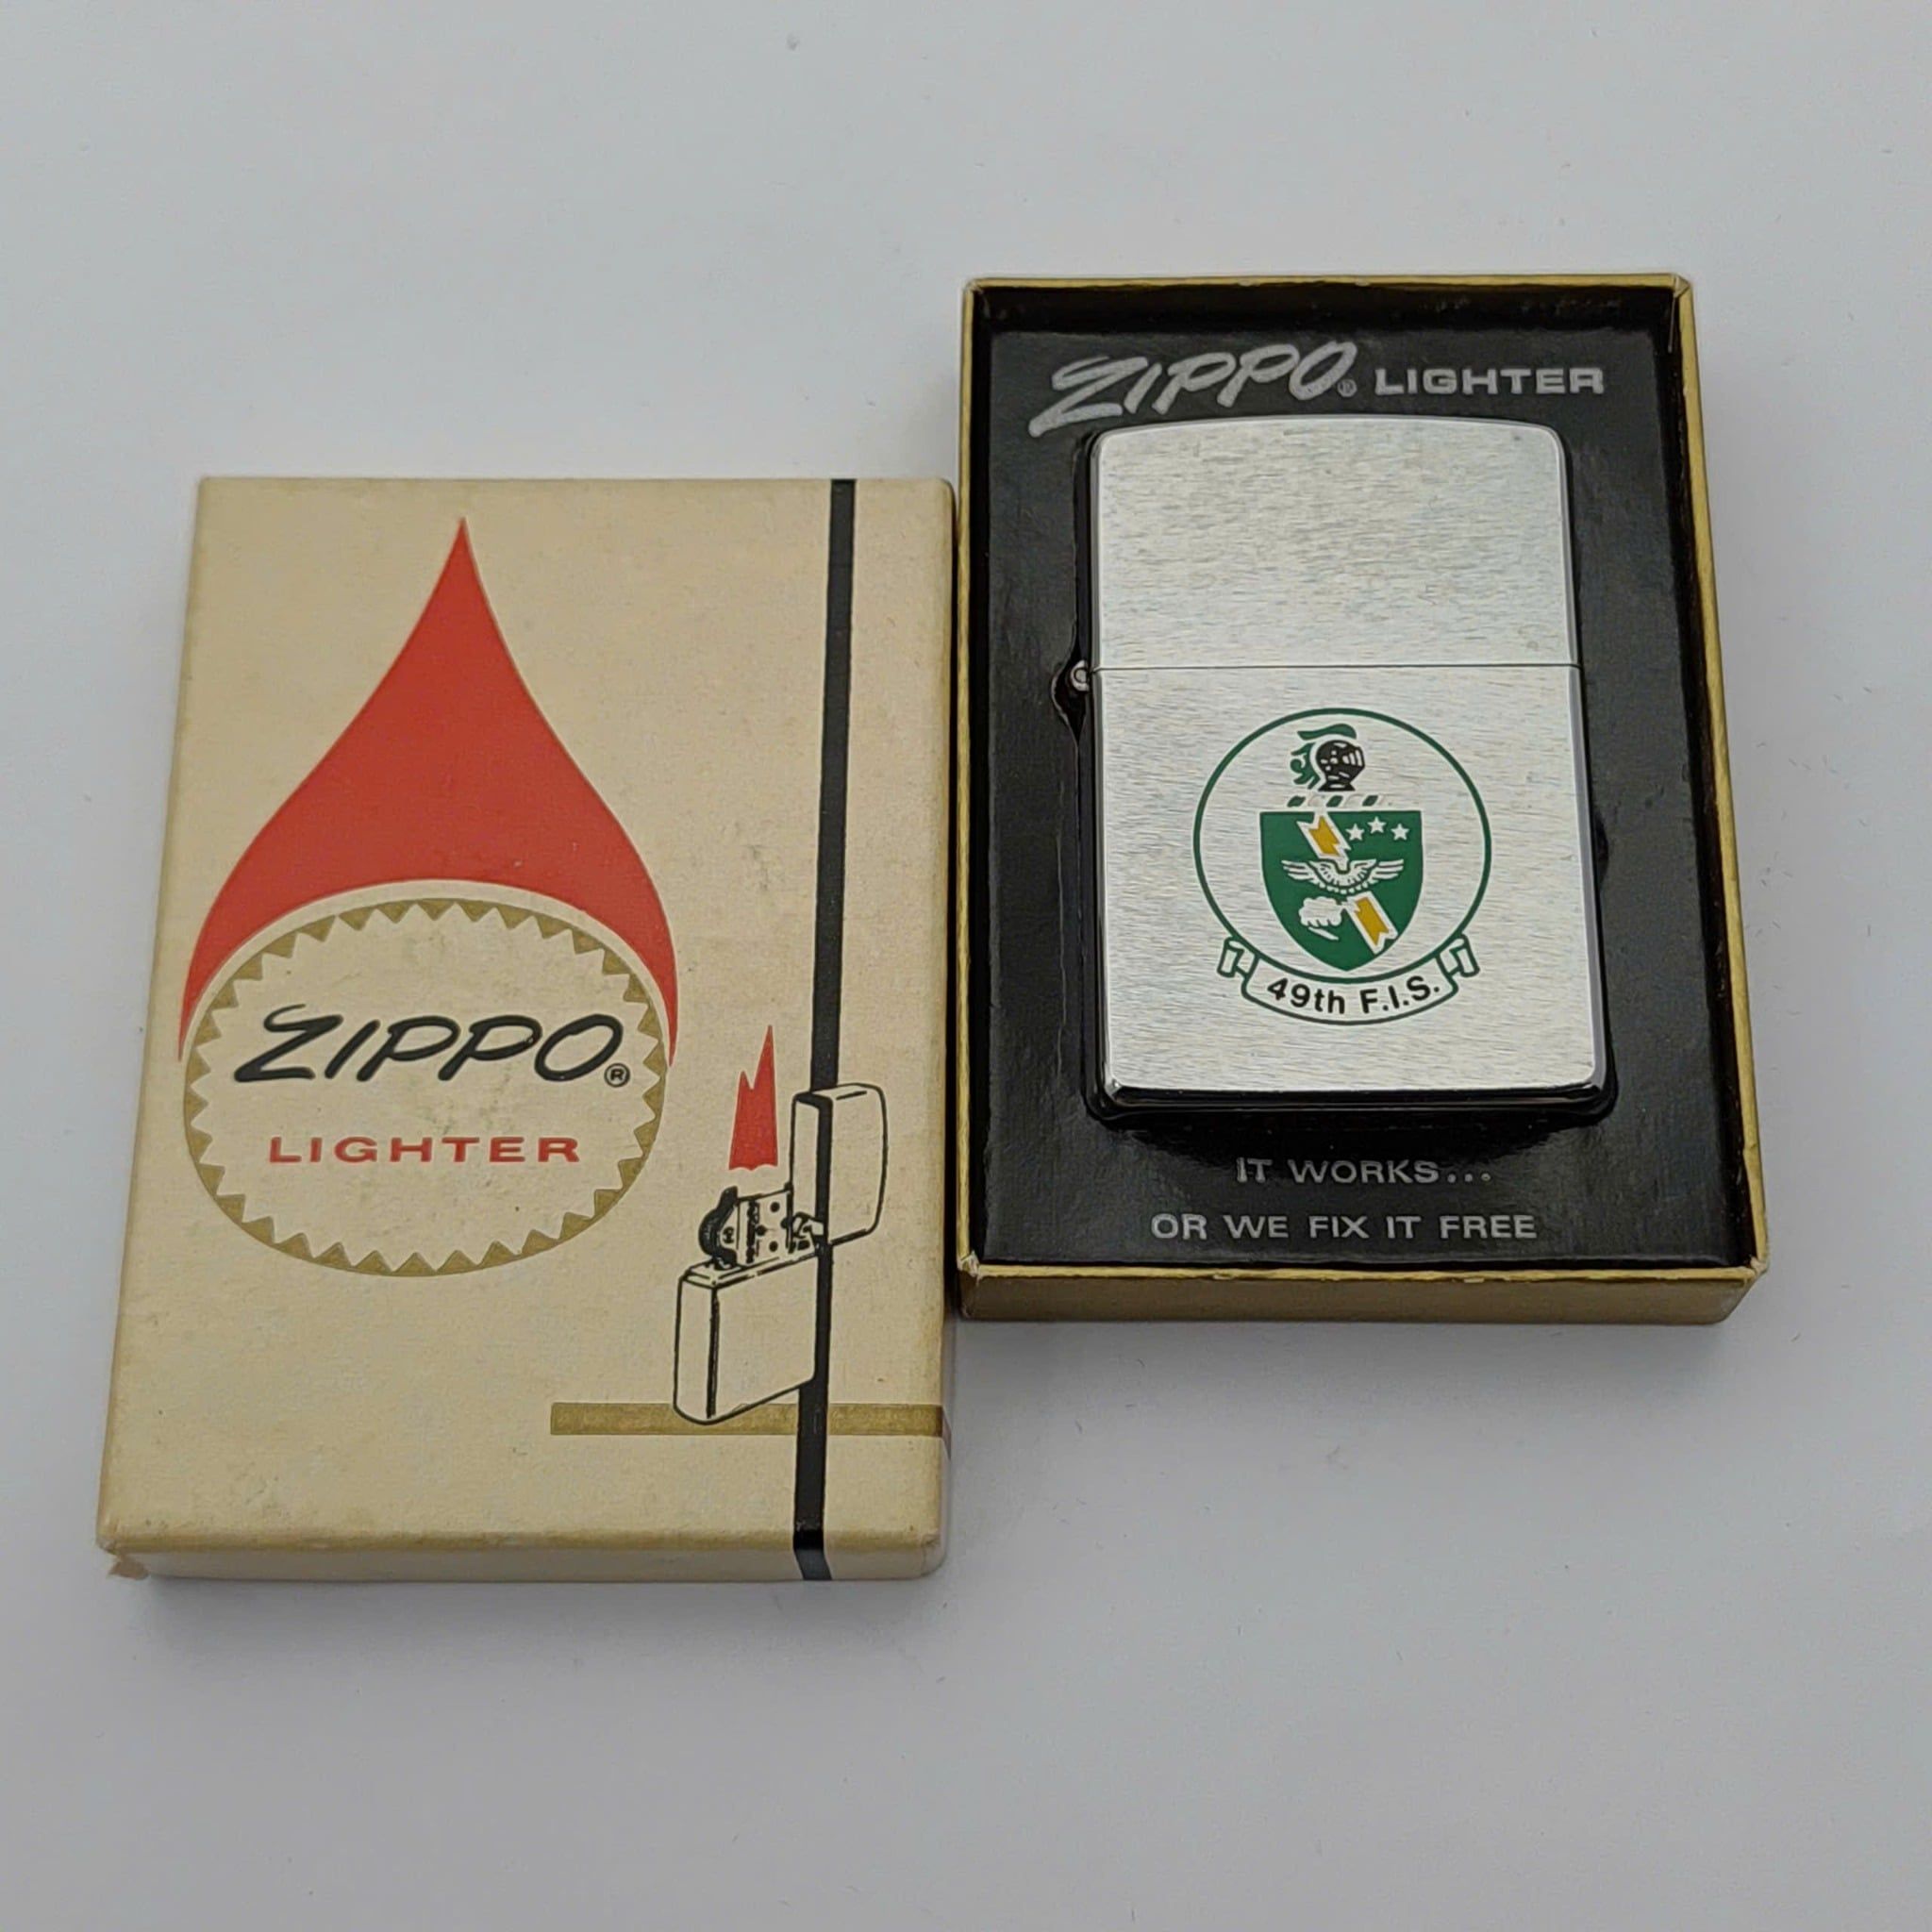 ZIPPO®
LIGHTER
ZIPPO® LIGHTER
49th F.I.S.
IT WORKS...
OR WE FIX IT FREE